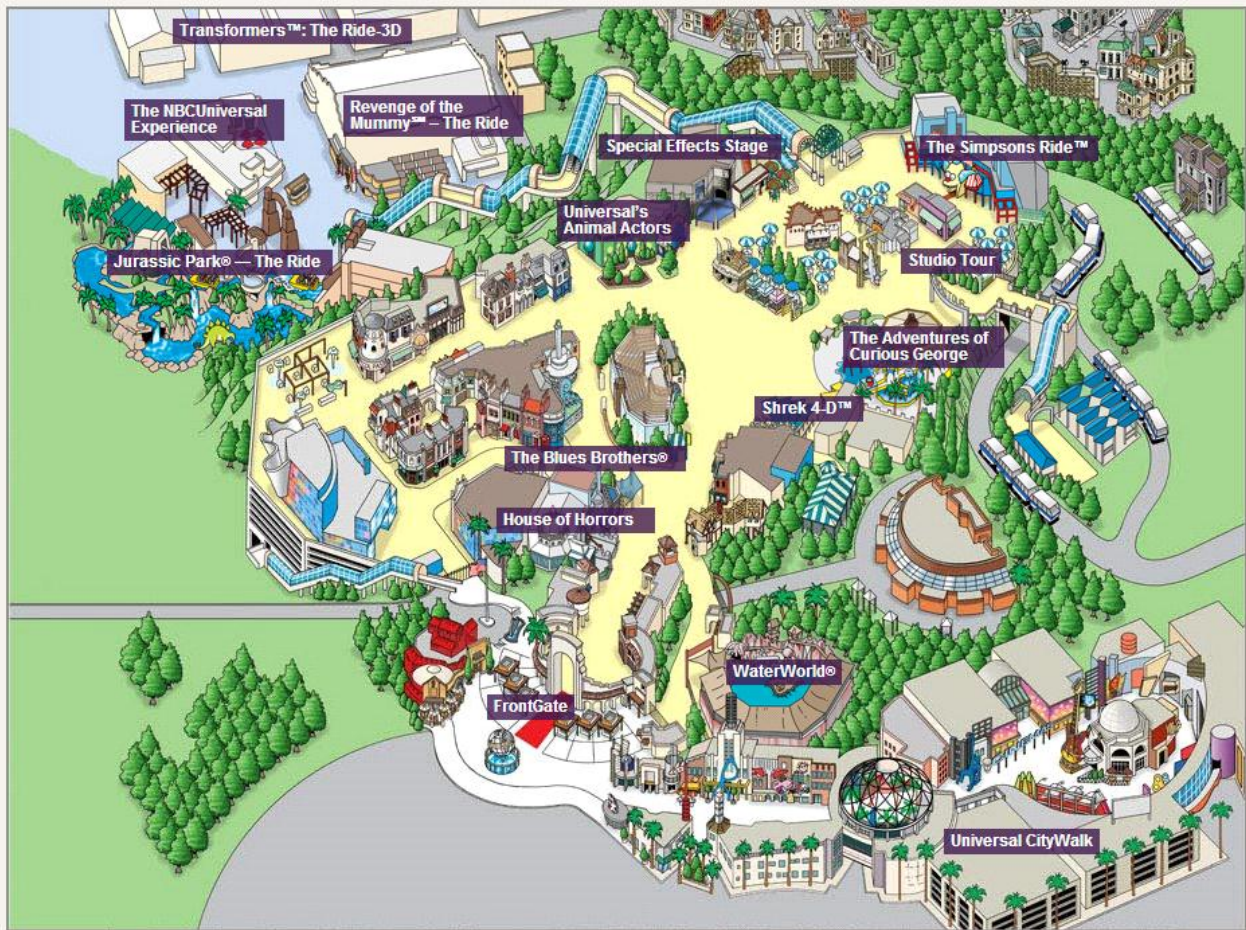 Transformers™: The Ride-3D
The NBCUniversal
Experience
Revenge of the
Mummy℠ – The Ride
Special Effects Stage
The Simpsons Ride™
Universal's
Animal Actors
Jurassic Park® — The Ride
Studio Tour
The Adventures of
Curious George
Shrek 4-D™
The Blues Brothers®
House of Horrors
WaterWorld®
FrontGate
Universal CityWalk